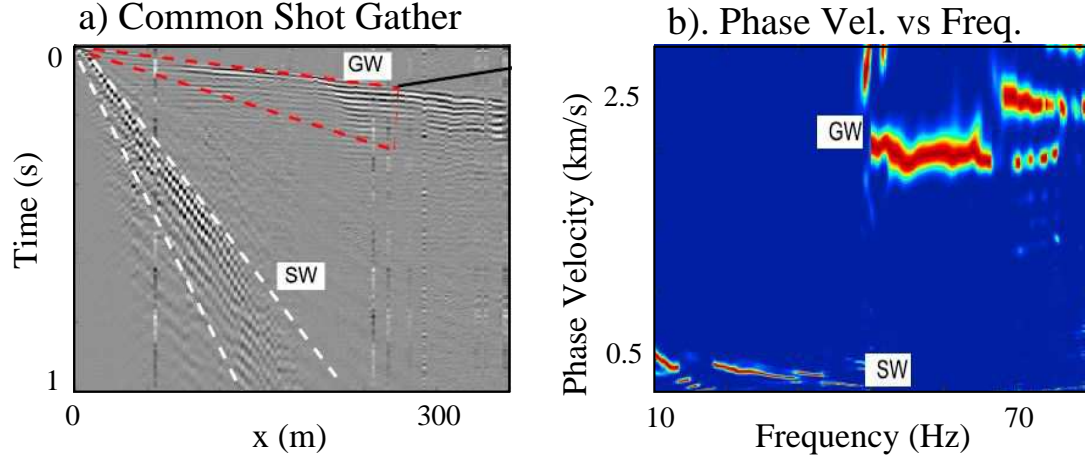 a) Common Shot Gather
0
GW
Time (s)
SW
1
0
300
x (m)
b). Phase Vel. vs Freq.
2.5
GW
Phase Velocity (km/s)
0.5
SW
10
70
Frequency (Hz)